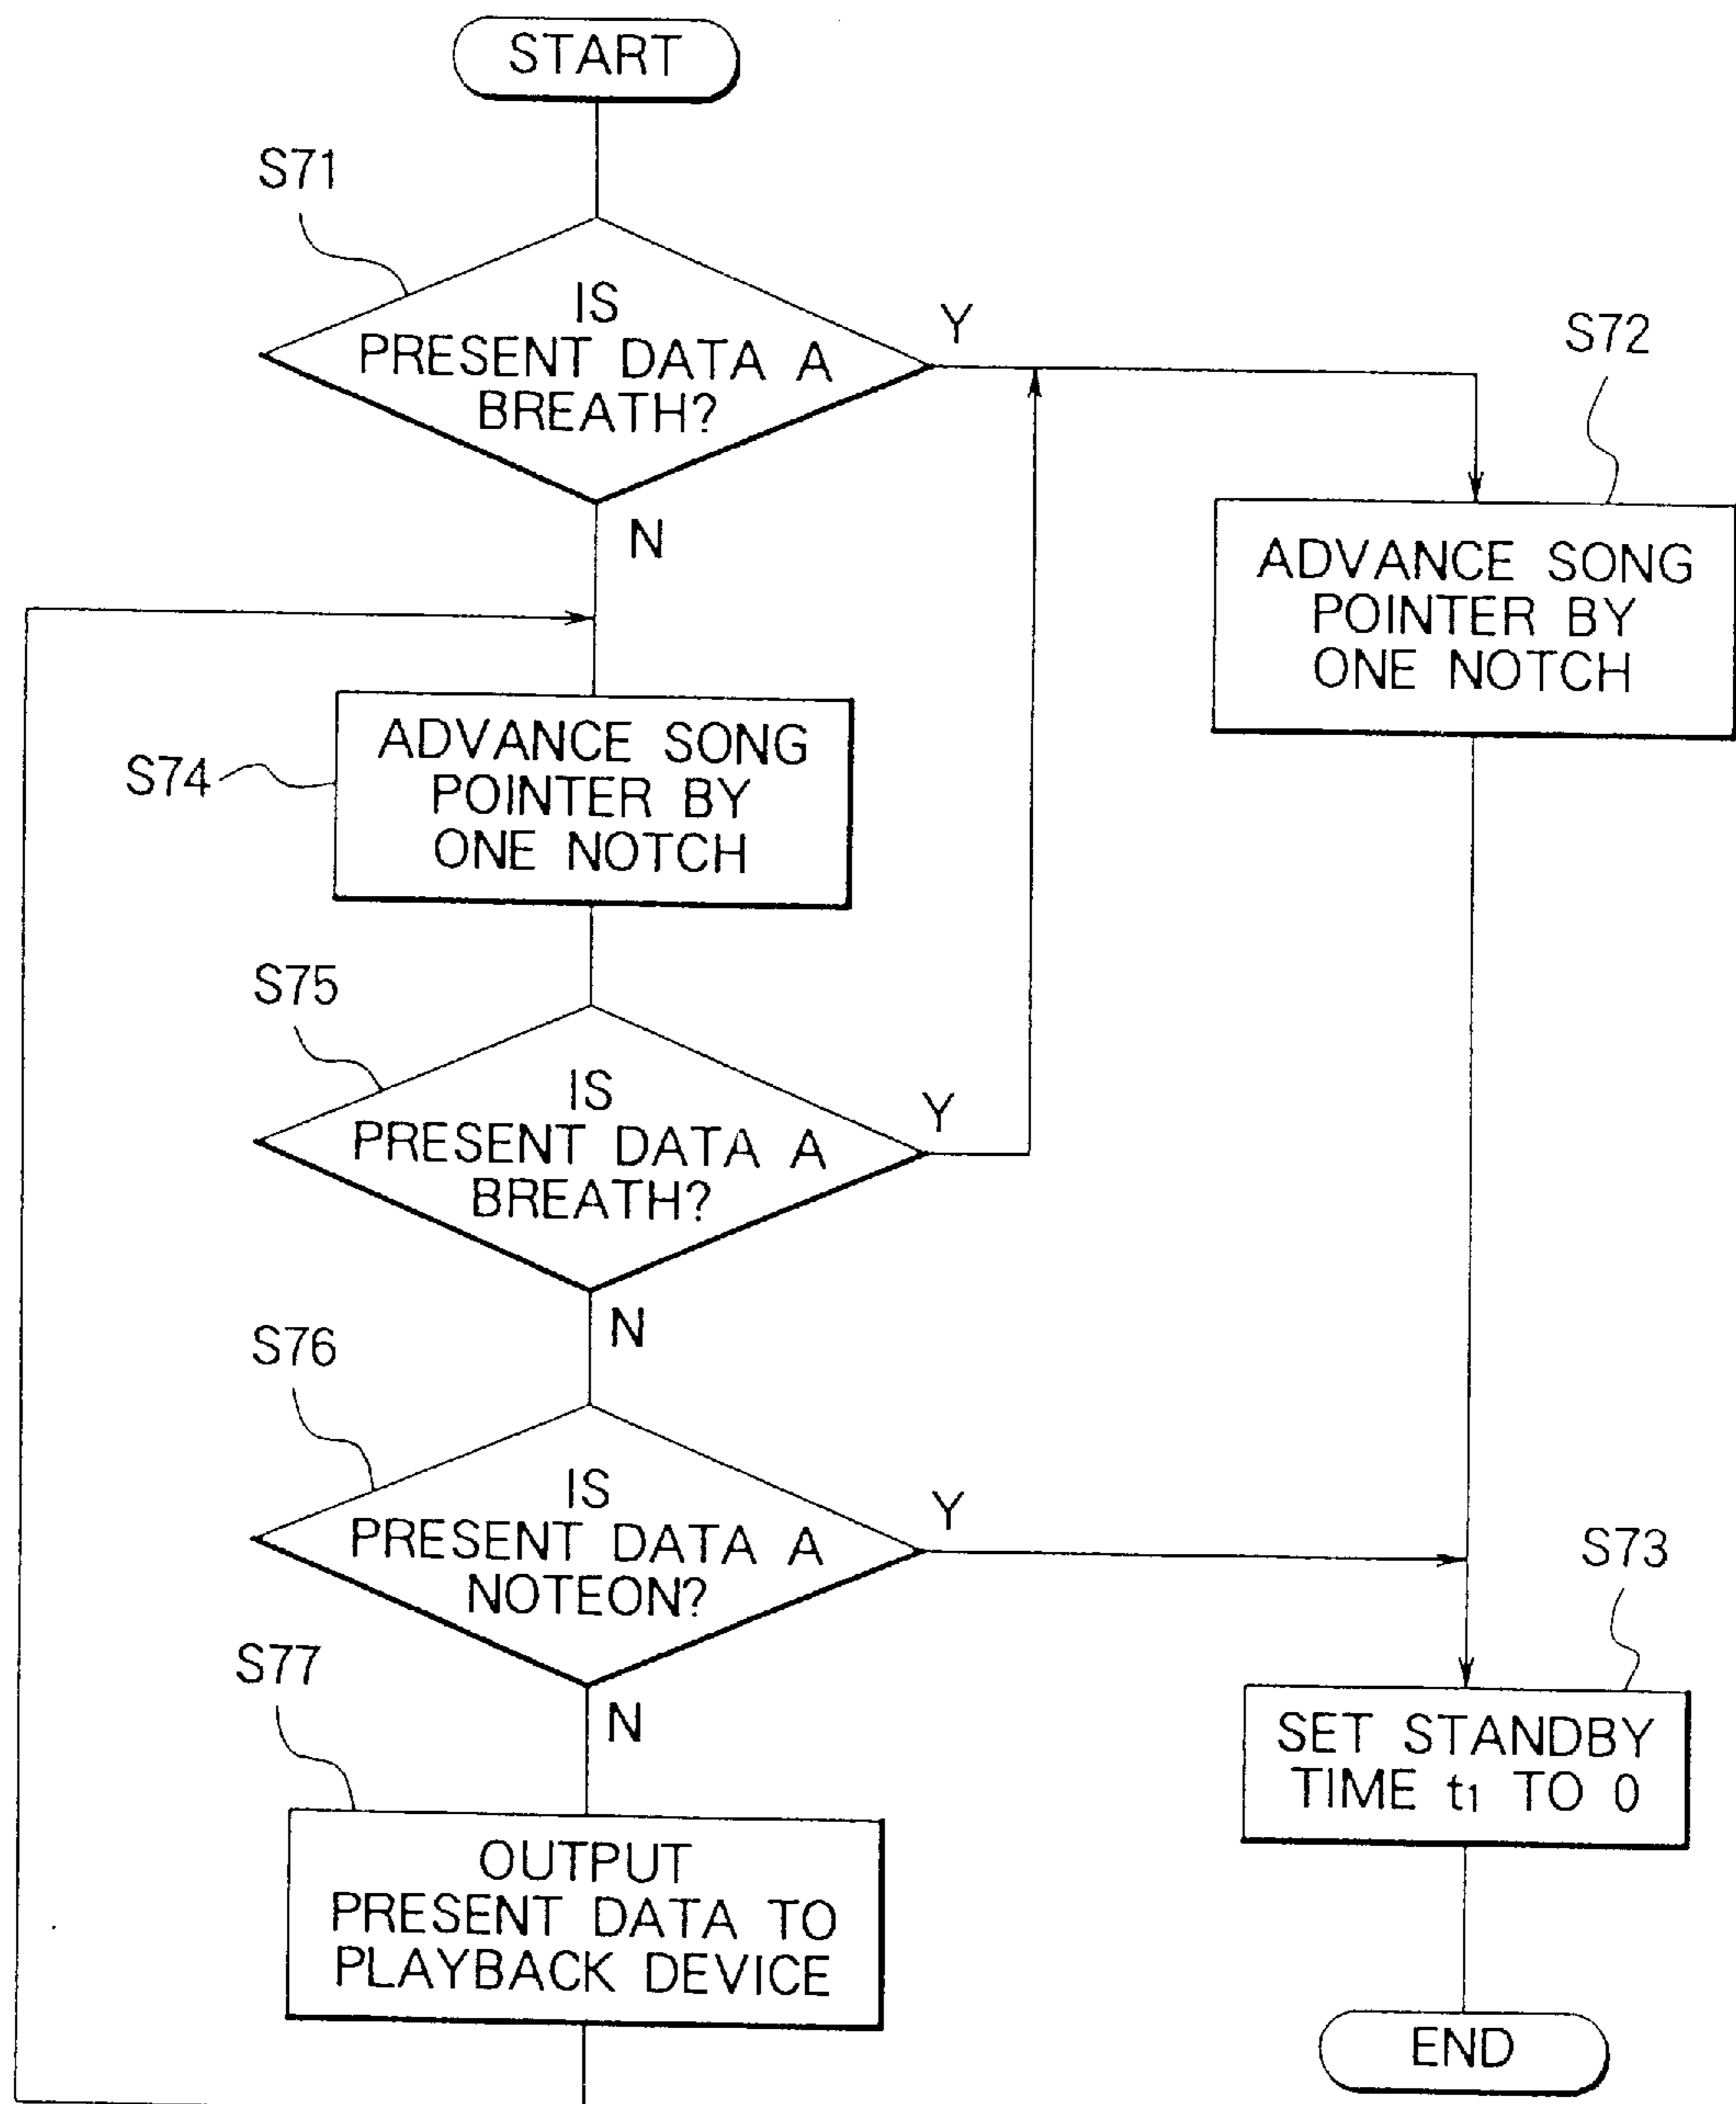 START
S71
IS
PRESENT DATA A
BREATH?
Y
N
S72
ADVANCE SONG
POINTER BY
ONE NOTCH
S74
ADVANCE SONG
POINTER BY
ONE NOTCH
S75
IS
PRESENT DATA A
BREATH?
Y
N
S76
IS
PRESENT DATA A
NOTEON?
Y
N
S73
SET STANDBY
TIME t1 TO 0
S77
OUTPUT
PRESENT DATA TO
PLAYBACK DEVICE
END